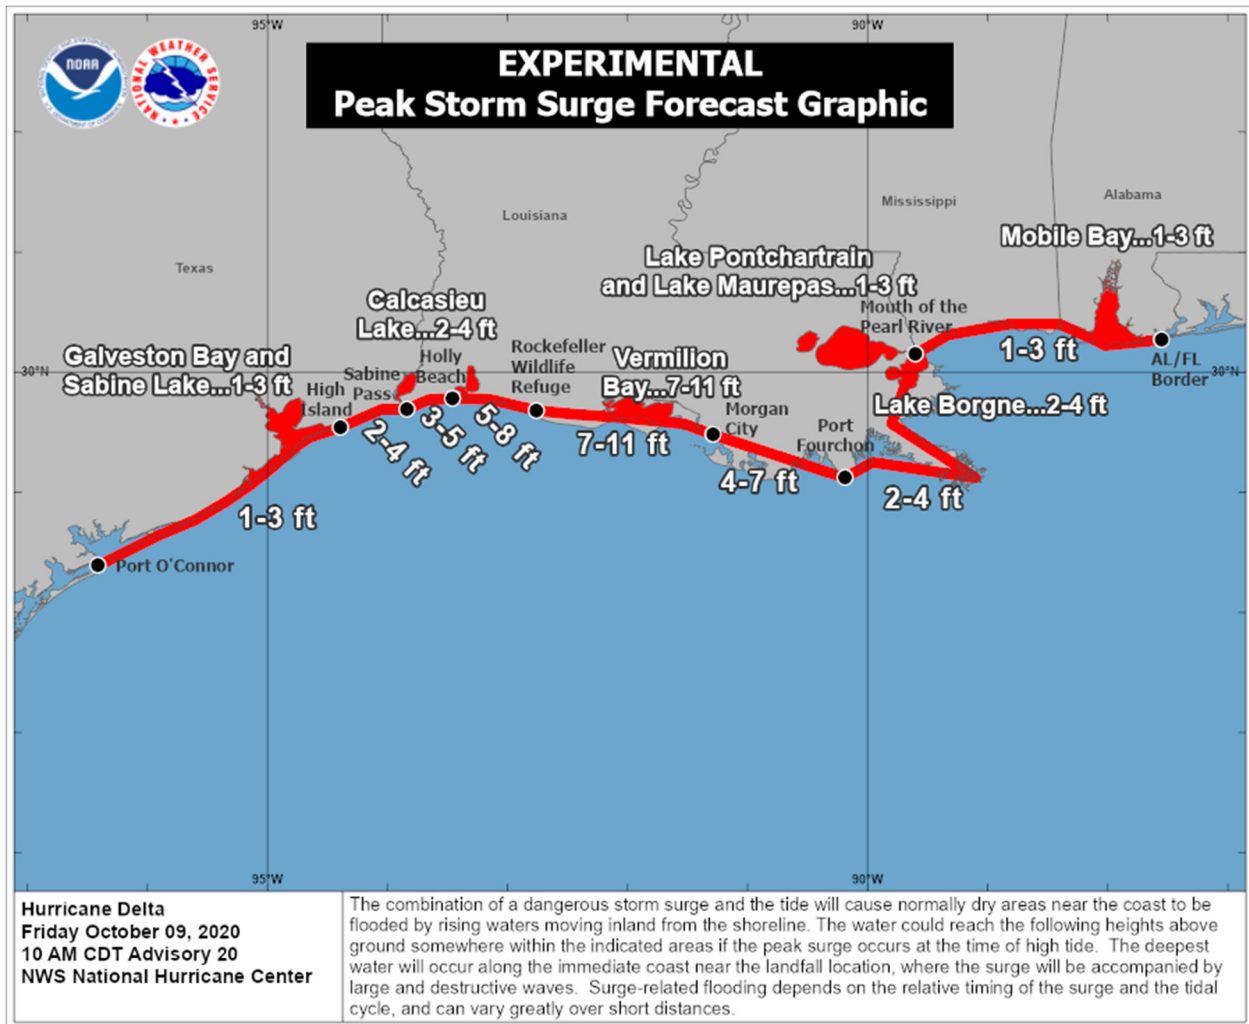 95°W
90°W
NOAA
NATIONAL WEATHER SERVICE
EXPERIMENTAL
Peak Storm Surge Forecast Graphic
Mississippi
Alabama
Louisiana
Texas
Mobile Bay...1-3 ft
Lake Pontchartrain
and Lake Maurepas...1-3 ft
Calcasieu
Lake...2-4 ft
Mouth of the
Pearl River
Galveston Bay and
Sabine Lake...1-3 ft
Holly
Beach
Rockefeller
Wildlife
Refuge
Vermilion
Bay...7-11 ft
1-3 ft
AL/FL
Border
30°N
30°N
Sabine
Pass
High
Island
Lake Borgne...2-4 ft
Morgan
City
Port
Fourchon
2-4 ft
3-5 ft
5-8 ft
7-11 ft
4-7 ft
2-4 ft
1-3 ft
Port O'Connor
95°W
90°W
Hurricane Delta
Friday October 09, 2020
10 AM CDT Advisory 20
NWS National Hurricane Center
The combination of a dangerous storm surge and the tide will cause normally dry areas near the coast to be
flooded by rising waters moving inland from the shoreline. The water could reach the following heights above
ground somewhere within the indicated areas if the peak surge occurs at the time of high tide. The deepest
water will occur along the immediate coast near the landfall location, where the surge will be accompanied by
large and destructive waves. Surge-related flooding depends on the relative timing of the surge and the tidal
cycle, and can vary greatly over short distances.